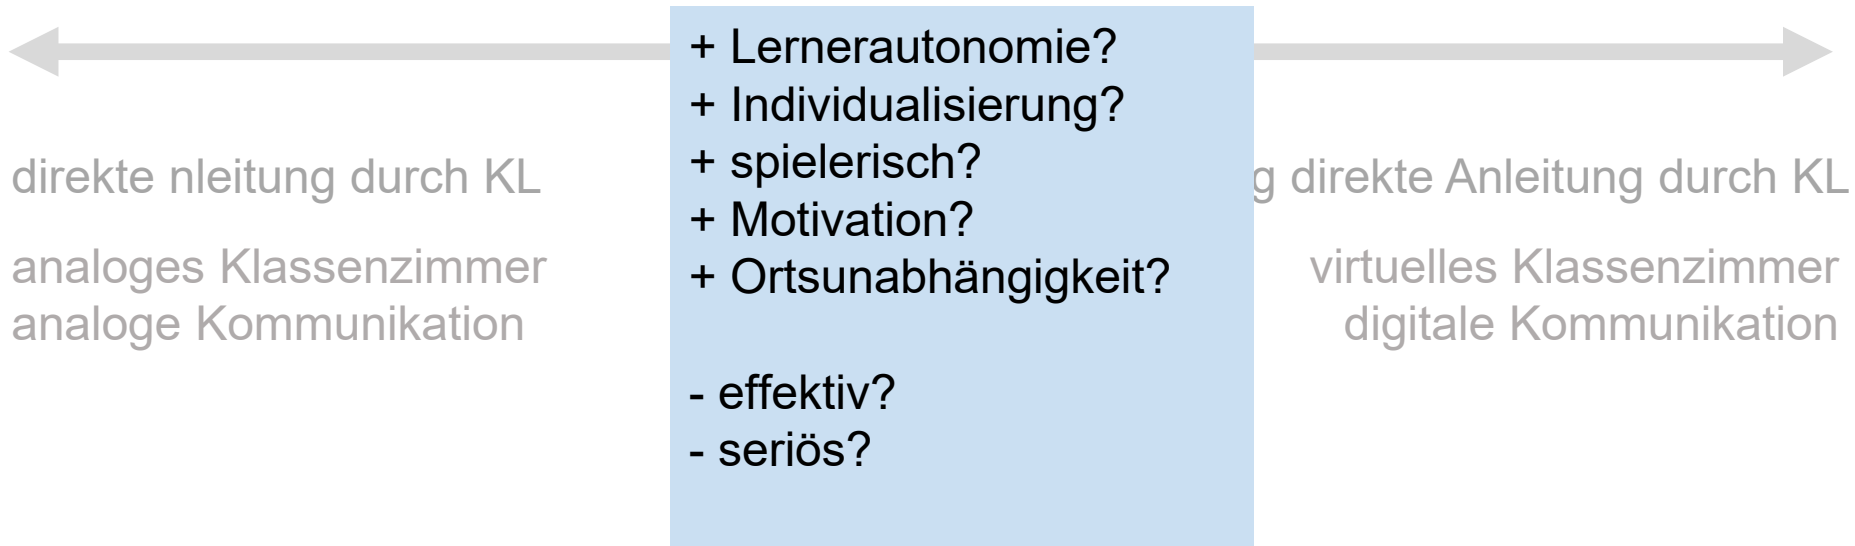 + Lernerautonomie?
+ Individualisierung?
+ spielerisch?
+ Motivation?
+ Ortsunabhängigkeit?
- effektiv?
- seriös?
direkte nleitung durch KL
analoges Klassenzimmer
analoge Kommunikation
g direkte Anleitung durch KL
virtuelles Klassenzimmer
digitale Kommunikation